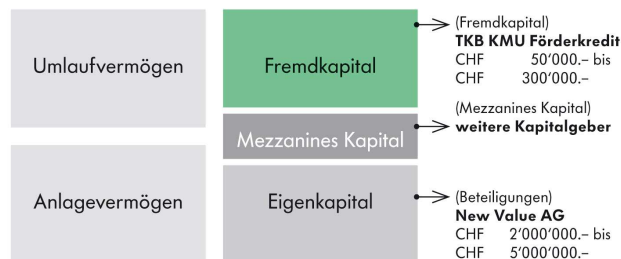 Umlaufvermögen
Anlagevermögen
Fremdkapital
Mezzanines Kapital
Eigenkapital
(Fremdkapital)
TKB KMU Förderkredit
CHF 50‘000.– bis
CHF 300‘000.–
(Mezzanines Kapital)
weitere Kapitalgeber
(Beteiligungen)
New Value AG
CHF 2‘000‘000.– bis
CHF 5‘000‘000.–